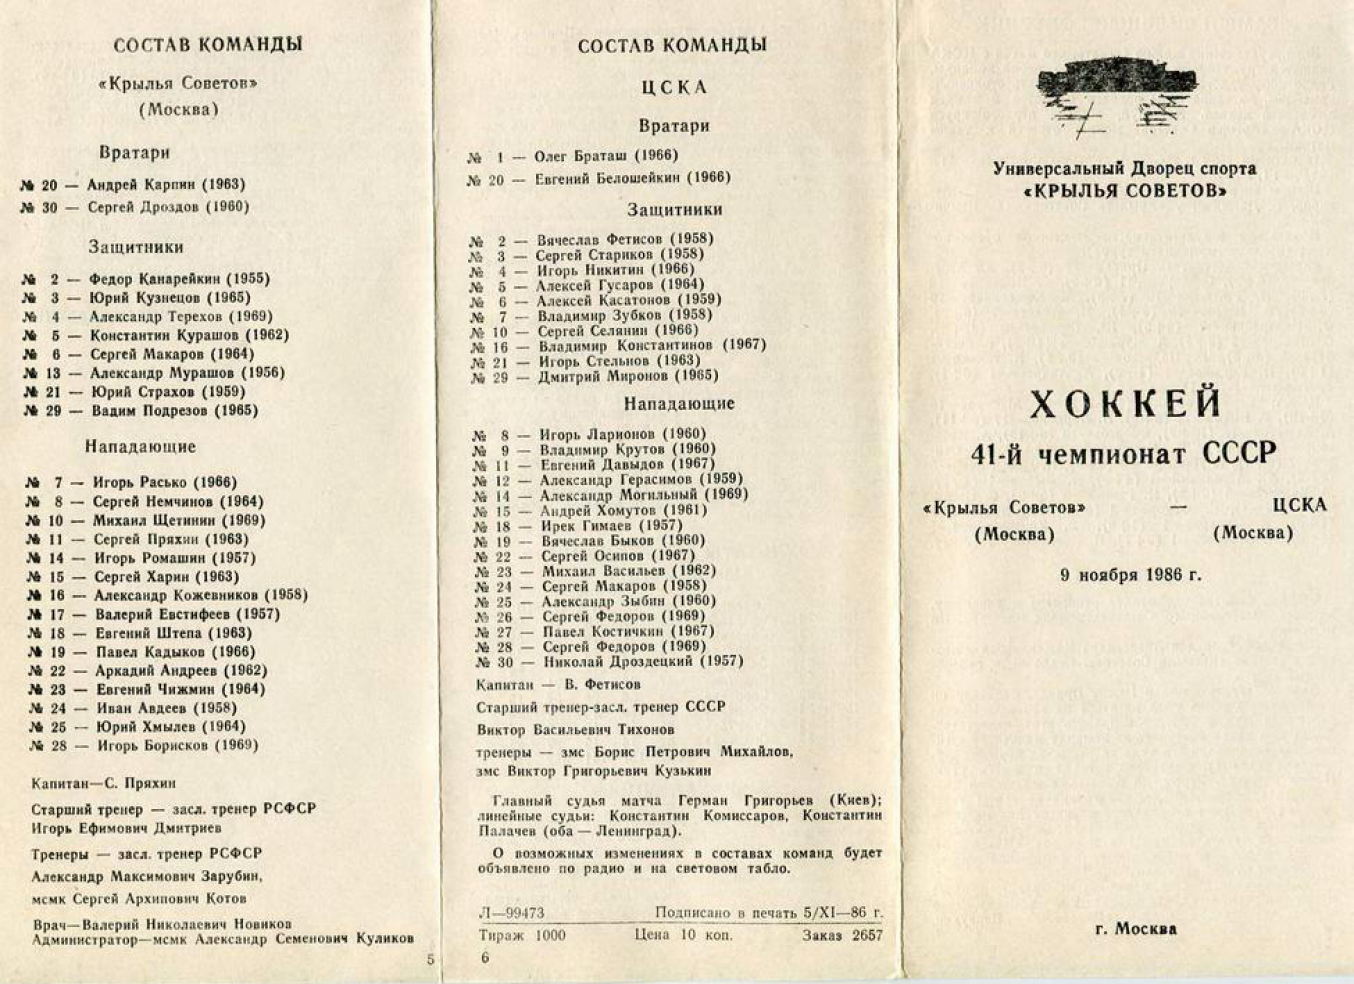 СОСТАВ КОМАНДЫ
«Крылья Советов»
(Москва)
Вратари
№ 20 — Андрей Карпин (1963)
№ 30 — Сергей Дроздов (1960)
Защитники
№ 2 — Федор Канарейкин (1955)
№ 3 — Юрий Кузнецов (1965)
№ 4 — Александр Терехов (1969)
№ 5 — Константин Курашов (1962)
№ 6 — Сергей Макаров (1964)
№ 13 — Александр Мурашов (1956)
№ 21 — Юрий Страхов (1959)
№ 29 — Вадим Подрезов (1965)
Нападающие
№ 7 — Игорь Расько (1966)
№ 8 — Сергей Немчинов (1964)
№ 10 — Михаил Щетинин (1969)
№ 11 — Сергей Пряхин (1963)
№ 14 — Игорь Ромашин (1957)
№ 15 — Сергей Харин (1963)
№ 16 — Александр Кожевников (1958)
№ 17 — Валерий Евстифеев (1957)
№ 18 — Евгений Штепа (1963)
№ 19 — Павел Кадыков (1966)
№ 22 — Аркадий Андреев (1962)
№ 23 — Евгений Чижмин (1964)
№ 24 — Иван Авдеев (1958)
№ 25 — Юрий Хмылев (1964)
№ 28 — Игорь Борисков (1969)
Капитан—С. Пряхин
Старший тренер — засл. тренер РСФСР
Игорь Ефимович Дмитриев
Тренеры — засл. тренер РСФСР
Александр Максимович Зарубин,
мсмк Сергей Архипович Котов
Врач—Валерий Николаевич Новиков
Администратор—мсмк Александр Семенович Куликов
5
СОСТАВ КОМАНДЫ
ЦСКА
Вратари
№ 1 — Олег Браташ (1966)
№ 20 — Евгений Белошейкин (1966)
Защитники
№ 2 — Вячеслав Фетисов (1958)
№ 3 — Сергей Стариков (1958)
№ 4 — Игорь Никитин (1966)
№ 5 — Алексей Гусаров (1964)
№ 6 — Алексей Касатонов (1959)
№ 7 — Владимир Зубков (1958)
№ 10 — Сергей Селянин (1966)
№ 16 — Владимир Константинов (1967)
№ 21 — Игорь Стельнов (1963)
№ 29 — Дмитрий Миронов (1965)
Нападающие
№ 8 — Игорь Ларионов (1960)
№ 9 — Владимир Крутов (1960)
№ 11 — Евгений Давыдов (1967)
№ 12 — Александр Герасимов (1959)
№ 14 — Александр Могильный (1969)
№ 15 — Андрей Хомутов (1961)
№ 18 — Ирек Гимаев (1957)
№ 19 — Вячеслав Быков (1960)
№ 22 — Сергей Осипов (1967)
№ 23 — Михаил Васильев (1962)
№ 24 — Сергей Макаров (1958)
№ 25 — Александр Зыбин (1960)
№ 26 — Сергей Федоров (1969)
№ 27 — Павел Костичкин (1967)
№ 28 — Сергей Федоров (1969)
№ 30 — Николай Дроздецкий (1957)
Капитан — В. Фетисов
Старший тренер-засл. тренер СССР
Виктор Васильевич Тихонов
тренеры — змс Борис Петрович Михайлов,
змс Виктор Григорьевич Кузькин
Главный судья матча Герман Григорьев (Киев);
линейные судьи: Константин Комиссаров, Константин
Палачев (оба — Ленинград).
О возможных изменениях в составах команд будет
объявлено по радио и на световом табло.
Л—99473 Подписано в печать 5/XI—86 г.
Тираж 1000 Цена 10 коп. Заказ 2657
6
Универсальный Дворец спорта
«КРЫЛЬЯ СОВЕТОВ»
ХОККЕЙ
41-й чемпионат СССР
«Крылья Советов» — ЦСКА
(Москва) (Москва)
9 ноября 1986 г.
г. Москва